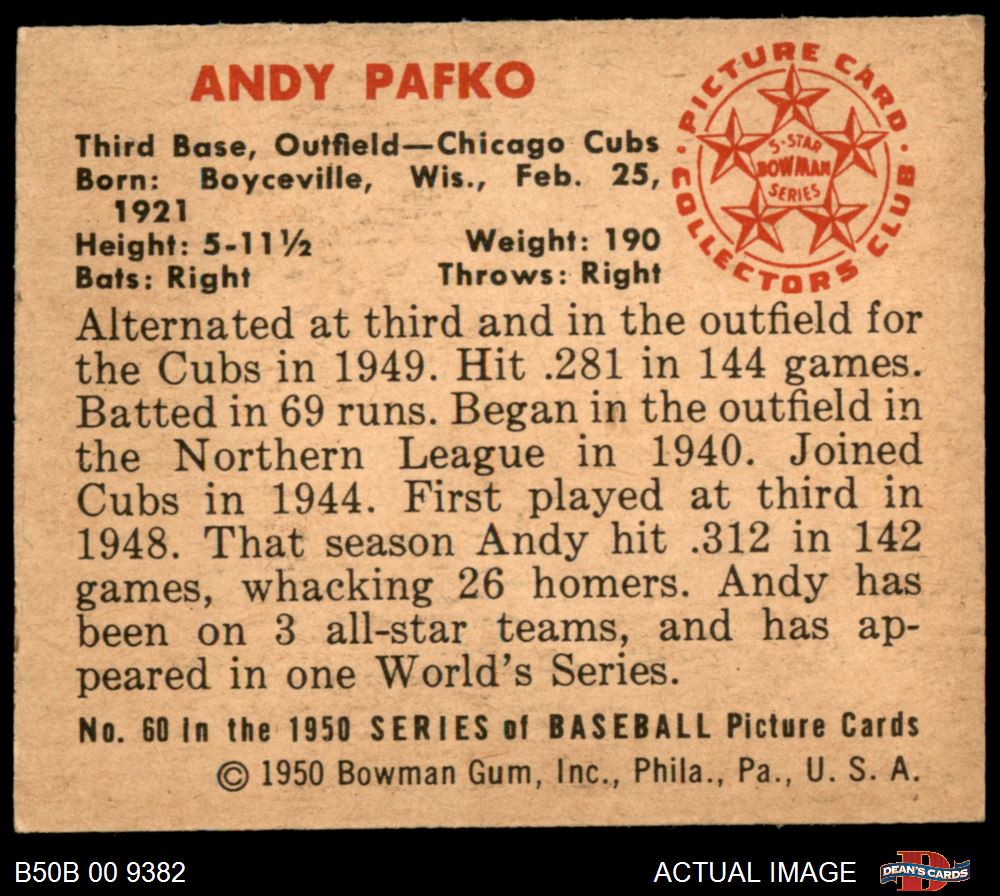 ANDY PAFKO
Third Base, Outfield—Chicago Cubs
Born: Boyceville, Wis., Feb. 25,
1921
Height: 5-11½ Weight: 190
Bats: Right Throws: Right
PICTURE CARD
COLLECTORS CLUB
5-STAR
BOWMAN
SERIES
Alternated at third and in the outfield for
the Cubs in 1949. Hit .281 in 144 games.
Batted in 69 runs. Began in the outfield in
the Northern League in 1940. Joined
Cubs in 1944. First played at third in
1948. That season Andy hit .312 in 142
games, whacking 26 homers. Andy has
been on 3 all-star teams, and has ap-
peared in one World's Series.
No. 60 In the 1950 SERIES of BASEBALL Picture Cards
© 1950 Bowman Gum, Inc., Phila., Pa., U. S. A.
B50B 00 9382 ACTUAL IMAGE
DEAN'S CARDS